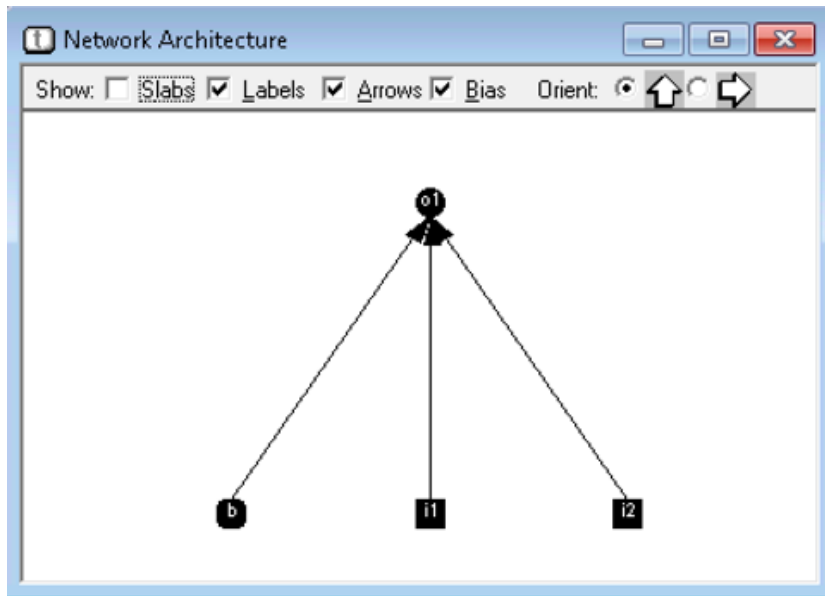 t Network Architecture
Show: Slabs Labels Arrows Bias Orient:
o1
b i1 i2